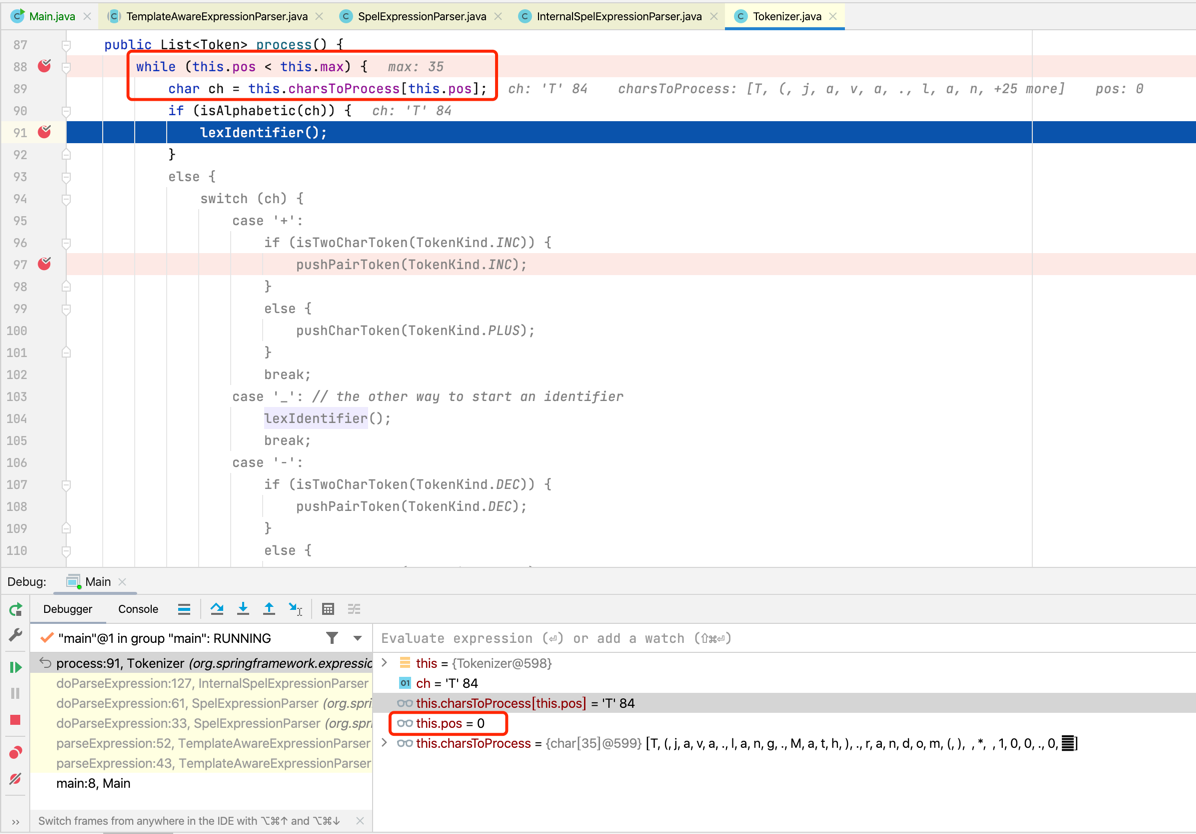 Main.java TemplateAwareExpressionParser.java SpelExpressionParser.java InternalSpelExpressionParser.java Tokenizer.java
87 public List<Token> process() {
88 while (this.pos < this.max) { max: 35
89 char ch = this.charsToProcess[this.pos]; ch: 'T' 84 charsToProcess: [T, (, j, a, v, a, ., l, a, n, +25 more] pos: 0
90 if (isAlphabetic(ch)) { ch: 'T' 84
91 lexIdentifier();
92 }
93 else {
94 switch (ch) {
95 case '+':
96 if (isTwoCharToken(TokenKind.INC)) {
97 pushPairToken(TokenKind.INC);
98 }
99 else {
100 pushCharToken(TokenKind.PLUS);
101 }
102 break;
103 case '_': // the other way to start an identifier
104 lexIdentifier();
105 break;
106 case '-':
107 if (isTwoCharToken(TokenKind.DEC)) {
108 pushPairToken(TokenKind.DEC);
109 }
110 else {
Debug: Main
Debugger Console
"main"@1 in group "main": RUNNING
Evaluate expression (⏎) or add a watch (⇧⌘⏎)
process:91, Tokenizer (org.springframework.expressic
doParseExpression:127, InternalSpelExpressionParser
doParseExpression:61, SpelExpressionParser (org.spri
doParseExpression:33, SpelExpressionParser (org.spri
parseExpression:52, TemplateAwareExpressionParser
parseExpression:43, TemplateAwareExpressionParser
main:8, Main
this = {Tokenizer@598}
01 ch = 'T' 84
this.charsToProcess[this.pos] = 'T' 84
this.pos = 0
this.charsToProcess = {char[35]@599} [T, (, j, a, v, a, ., l, a, n, g, ., M, a, t, h, ), ., r, a, n, d, o, m, (, ), , *, , 1, 0, 0, ., 0,
Switch frames from anywhere in the IDE with ⌥⌘↑ and ⌥⌘↓